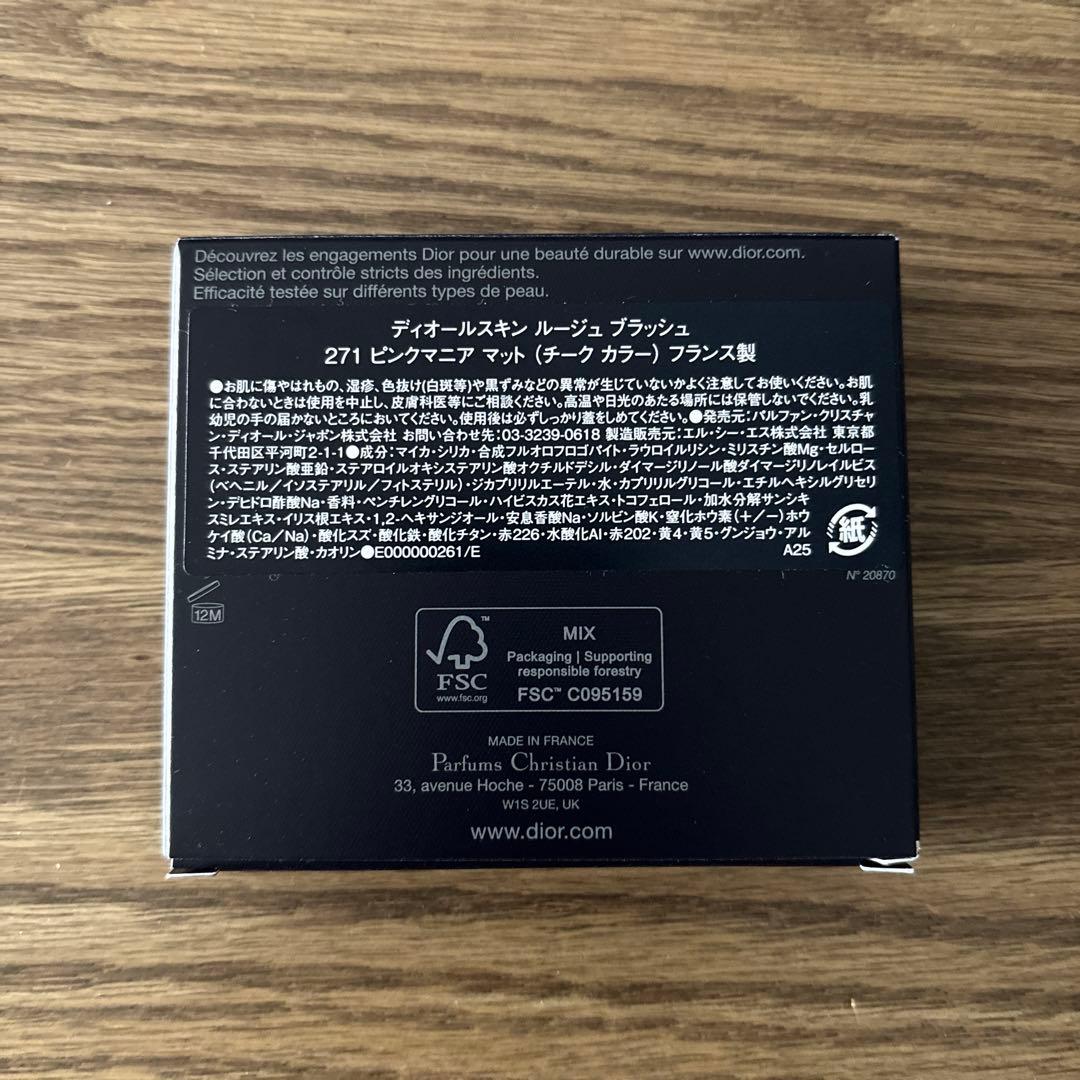 Découvrez les engagements Dior pour une beauté durable sur www.dior.com.
Sélection et contrôle stricts des ingrédients.
Efficacité testée sur différents types de peau.
ディオールスキン ルージュ ブラッシュ
271 ピンクマニア マット (チーク カラー) フランス製
●お肌に傷やはれもの、湿疹、色抜け(白斑等)や黒ずみなどの異常が生じていないかよく注意してお使いください。お肌
に合わないときは使用を中止し、皮膚科医等にご相談ください。高温や日光のあたる場所には保管しないでください。乳
幼児の手の届かないところにおいてください。使用後は必ずしっかり蓋をしめてください。●発売元:パルファン・クリスチャ
ン・ディオール・ジャポン株式会社 お問い合わせ先:03-3239-0618 製造販売元:エル・シー・エス株式会社 東京都
千代田区平河町2-1-1●成分:マイカ・シリカ・合成フルオロフロゴパイト・ラウロイルリシン・ミリスチン酸Mg・セルロー
ス・ステアリン酸亜鉛・ステアロイルオキシステアリン酸オクチルドデシル・ダイマージリノール酸ダイマージリノレイルビス
(ベヘニル/イソステアリル/フィトステリル)・ジカプリリルエーテル・水・カプリリルグリコール・エチルヘキシルグリセリ
ン・デヒドロ酢酸Na・香料・ペンチレングリコール・ハイビスカス花エキス・トコフェロール・加水分解サンシキ
スミレエキス・イリス根エキス・1,2-ヘキサンジオール・安息香酸Na・ソルビン酸K・窒化ホウ素(+/-)ホウ
ケイ酸(Ca/Na)・酸化スズ・酸化鉄・酸化チタン・赤226・水酸化Al・赤202・黄4・黄5・グンジョウ・アル
ミナ・ステアリン酸・カオリン●E000000261/E
紙
A25
N° 20870
12M
FSC™
www.fsc.org
MIX
Packaging | Supporting
responsible forestry
FSC™ C095159
MADE IN FRANCE
Parfums Christian Dior
33, avenue Hoche - 75008 Paris - France
W1S 2UE, UK
www.dior.com